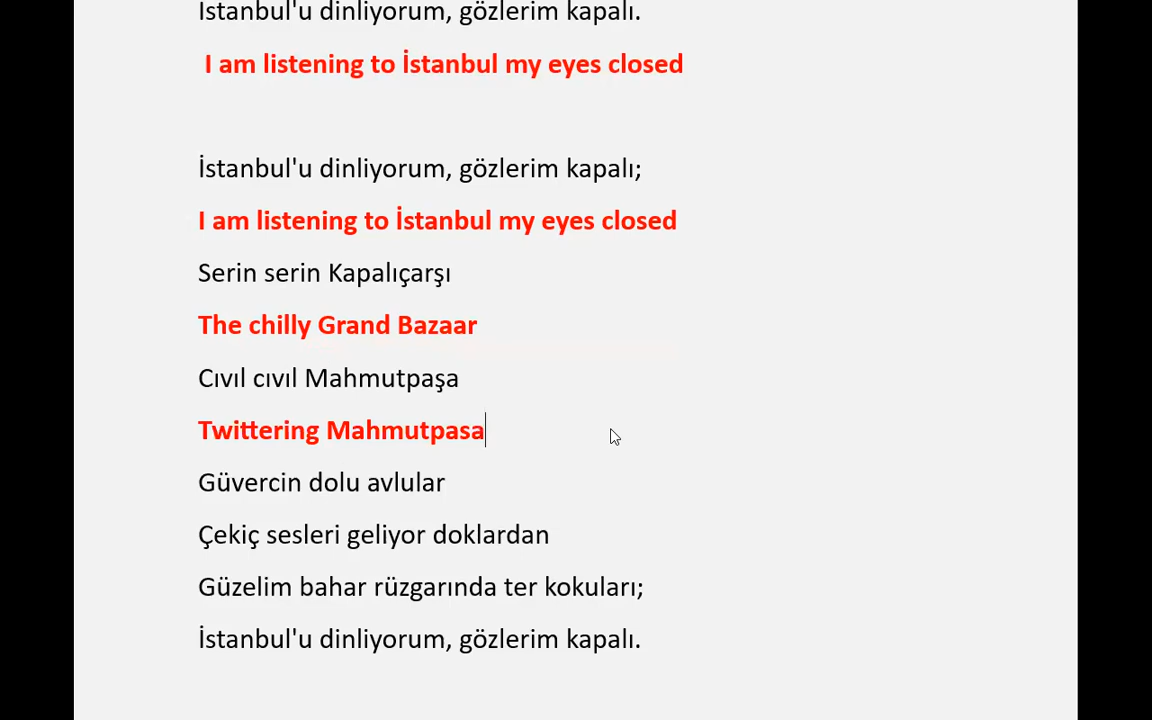 İstanbul'u dinliyorum, gözlerim kapalı.
I am listening to İstanbul my eyes closed
İstanbul'u dinliyorum, gözlerim kapalı;
I am listening to İstanbul my eyes closed
Serin serin Kapalıçarşı
The chilly Grand Bazaar
Cıvıl cıvıl Mahmutpaşa
Twittering Mahmutpasa
Güvercin dolu avlular
Çekiç sesleri geliyor doklardan
Güzelim bahar rüzgarında ter kokuları;
İstanbul'u dinliyorum, gözlerim kapalı.